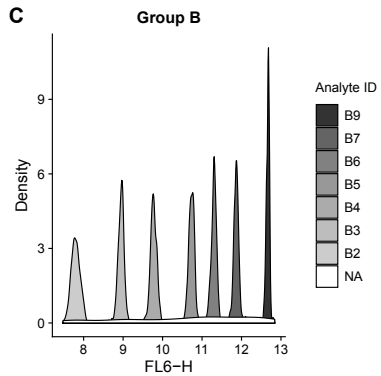 C
Group B
Density
9
6
3
0
8
9
10
11
12
13
FL6−H
Analyte ID
B9
B7
B6
B5
B4
B3
B2
NA